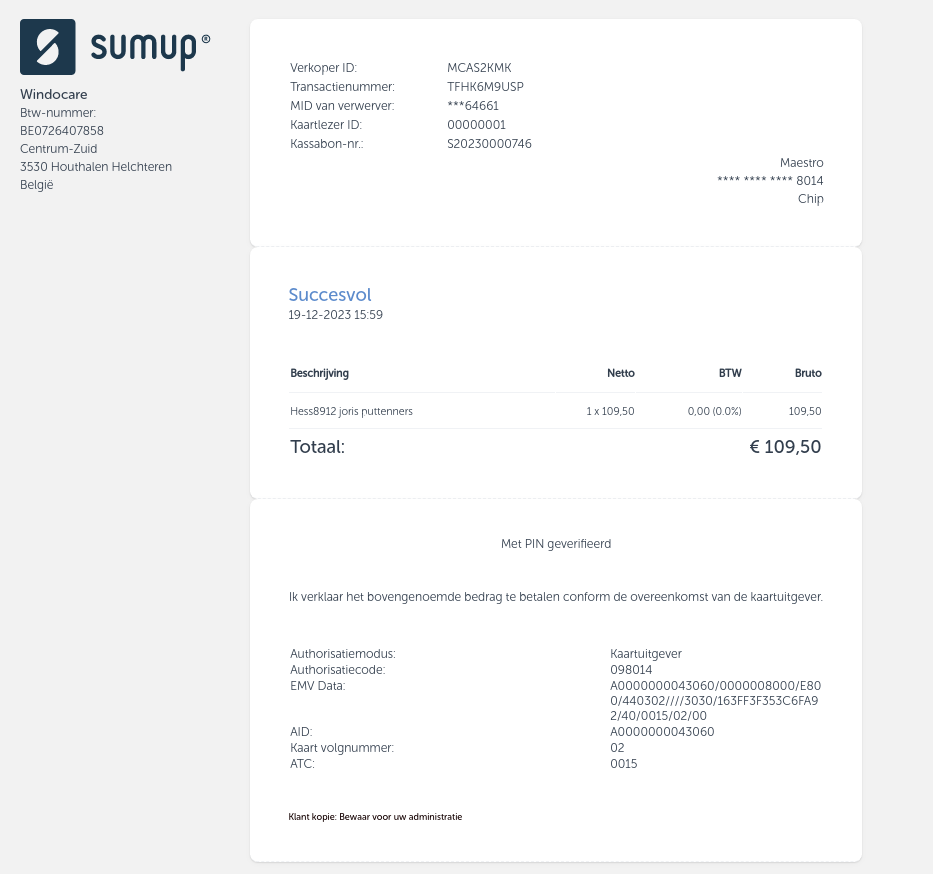 sumup®
Windocare
Btw-nummer:
BE0726407858
Centrum-Zuid
3530 Houthalen Helchteren
België
Verkoper ID: MCAS2KMK
Transactienummer: TFHK6M9USP
MID van verwerver: ***64661
Kaartlezer ID: 00000001
Kassabon-nr.: S20230000746
Maestro
**** **** **** 8014
Chip
Succesvol
19-12-2023 15:59
Beschrijving Netto BTW Bruto
Hess8912 joris puttenners 1 x 109,50 0,00 (0.0%) 109,50
Totaal: € 109,50
Met PIN geverifieerd
Ik verklaar het bovengenoemde bedrag te betalen conform de overeenkomst van de kaartuitgever.
Authorisatiemodus: Kaartuitgever
Authorisatiecode: 098014
EMV Data: A0000000043060/0000008000/E80
0/440302////3030/163FF3F353C6FA9
2/40/0015/02/00
AID: A0000000043060
Kaart volgnummer: 02
ATC: 0015
Klant kopie: Bewaar voor uw administratie